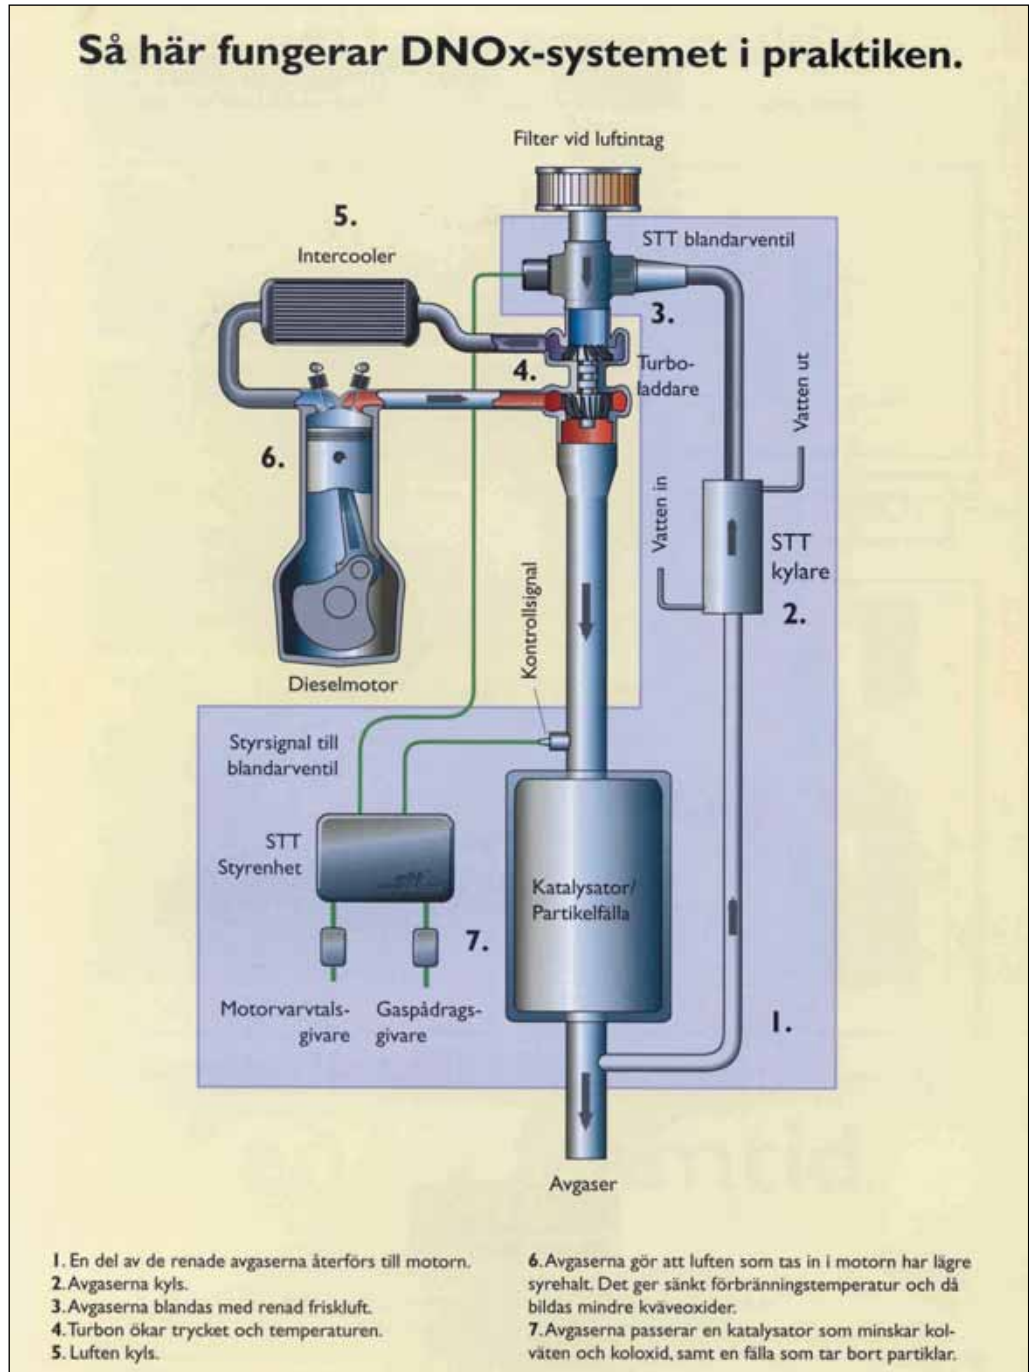 Så här fungerar DNOx-systemet i praktiken.
Filter vid luftintag
5.
Intercooler
STT blandarventil
3.
4.
Turbo-
laddare
Vatten ut
6.
Vatten in
STT
kylare
2.
Kontrollsignal
Dieselmotor
Styrsignal till
blandarventil
STT
Styrenhet
Katalysator/
Partikelfälla
7.
Motorvarvtals-
givare
Gaspådrags-
givare
1.
Avgaser
1. En del av de renade avgaserna återförs till motorn.
2. Avgaserna kyls.
3. Avgaserna blandas med renad friskluft.
4. Turbon ökar trycket och temperaturen.
5. Luften kyls.
6. Avgaserna gör att luften som tas in i motorn har lägre
syrehalt. Det ger sänkt förbränningstemperatur och då
bildas mindre kväveoxider.
7. Avgaserna passerar en katalysator som minskar kol-
väten och koloxid, samt en fälla som tar bort partiklar.